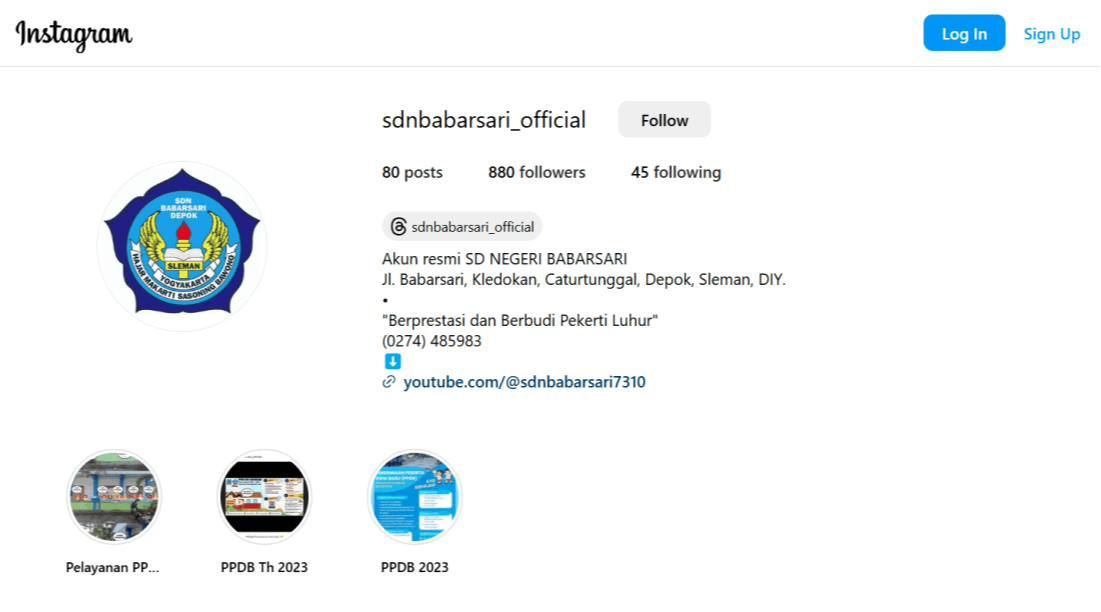 Instagram
Log In
Sign Up
sdnbabarsari_official
Follow
80 posts
880 followers
45 following
sdnbabarsari_official
Akun resmi SD NEGERI BABARSARI
Jl. Babarsari, Kledokan, Caturtunggal, Depok, Sleman, DIY.
•
"Berprestasi dan Berbudi Pekerti Luhur"
(0274) 485983
youtube.com/@sdnbabarsari7310
SDN
BABARSARI
DEPOK
SLEMAN
YOGYAKARTA
HAJAR MAKARTI SASONING BAWONO
Pelayanan PP...
PPDB Th 2023
PPDB 2023